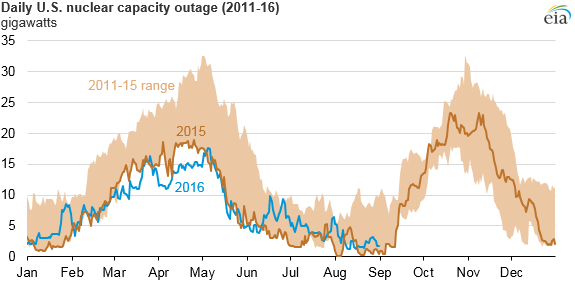 Daily U.S. nuclear capacity outage (2011-16)
gigawatts
eia
35
30
25
20
15
10
5
0
2011-15 range
2015
2016
Jan Feb Mar Apr May Jun Jul Aug Sep Oct Nov Dec